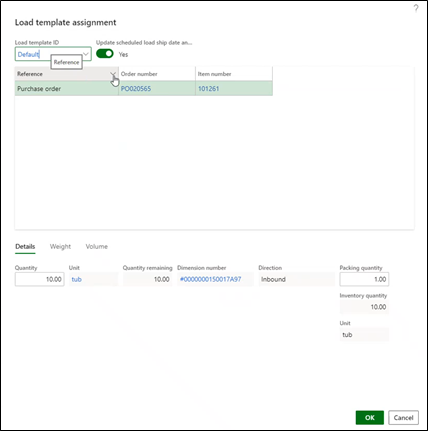 ?
Load template assignment
Load template ID Update scheduled load ship date an...
Default Yes
Reference
Reference Order number Item number
Purchase order PO020565 101261
Details Weight Volume
Quantity Unit Quantity remaining Dimension number Direction Packing quantity
10.00 tub 10.00 #0000000150017A97 Inbound 1.00
Inventory quantity
10.00
Unit
tub
OK Cancel